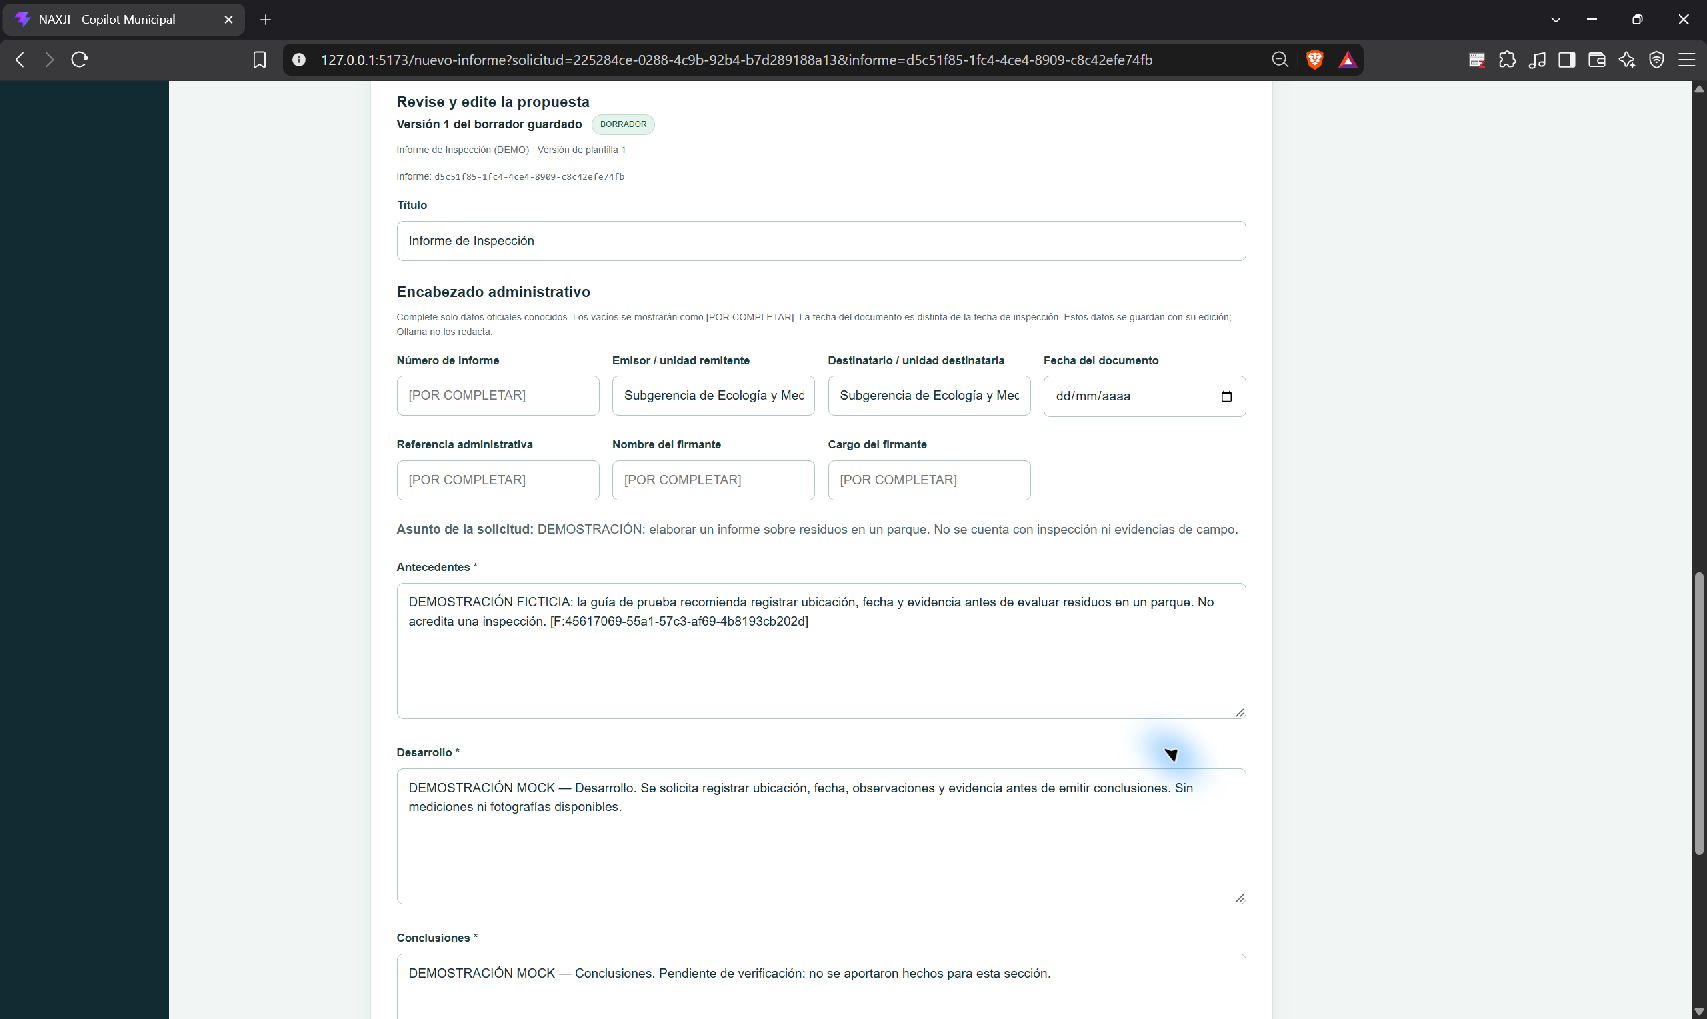 NAXJI - Copilot Municipal
127.0.0.1:5173/nuevo-informe?solicitud=225284ce-0288-4c9b-92b4-b7d289188a13&informe=d5c51f85-1fc4-4ce4-8909-c8c42efe74fb
Revise y edite la propuesta
Versión 1 del borrador guardado BORRADOR
Informe de Inspección (DEMO) · Versión de plantilla 1
Informe: d5c51f85-1fc4-4ce4-8909-c8c42efe74fb
Título
Informe de Inspección
Encabezado administrativo
Complete solo datos oficiales conocidos. Los vacíos se mostrarán como [POR COMPLETAR]. La fecha del documento es distinta de la fecha de inspección. Estos datos se guardan con su edición;
Ollama no los redacta.
Número de informe Emisor / unidad remitente Destinatario / unidad destinataria Fecha del documento
[POR COMPLETAR] Subgerencia de Ecología y Med Subgerencia de Ecología y Mec dd/mm/aaaa
Referencia administrativa Nombre del firmante Cargo del firmante
[POR COMPLETAR] [POR COMPLETAR] [POR COMPLETAR]
Asunto de la solicitud: DEMOSTRACIÓN: elaborar un informe sobre residuos en un parque. No se cuenta con inspección ni evidencias de campo.
Antecedentes *
DEMOSTRACIÓN FICTICIA: la guía de prueba recomienda registrar ubicación, fecha y evidencia antes de evaluar residuos en un parque. No
acredita una inspección. [F:45617069-55a1-57c3-af69-4b8193cb202d]
Desarrollo *
DEMOSTRACIÓN MOCK — Desarrollo. Se solicita registrar ubicación, fecha, observaciones y evidencia antes de emitir conclusiones. Sin
mediciones ni fotografías disponibles.
Conclusiones *
DEMOSTRACIÓN MOCK — Conclusiones. Pendiente de verificación: no se aportaron hechos para esta sección.